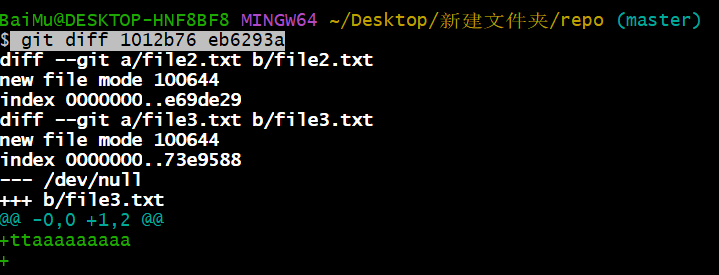 BaiMu@DESKTOP-HNF8BF8 MINGW64 ~/Desktop/新建文件夹/repo (master)
$ git diff 1012b76 eb6293a
diff --git a/file2.txt b/file2.txt
new file mode 100644
index 0000000..e69de29
diff --git a/file3.txt b/file3.txt
new file mode 100644
index 0000000..73e9588
--- /dev/null
+++ b/file3.txt
@@ -0,0 +1,2 @@
+ttaaaaaaaaa
+